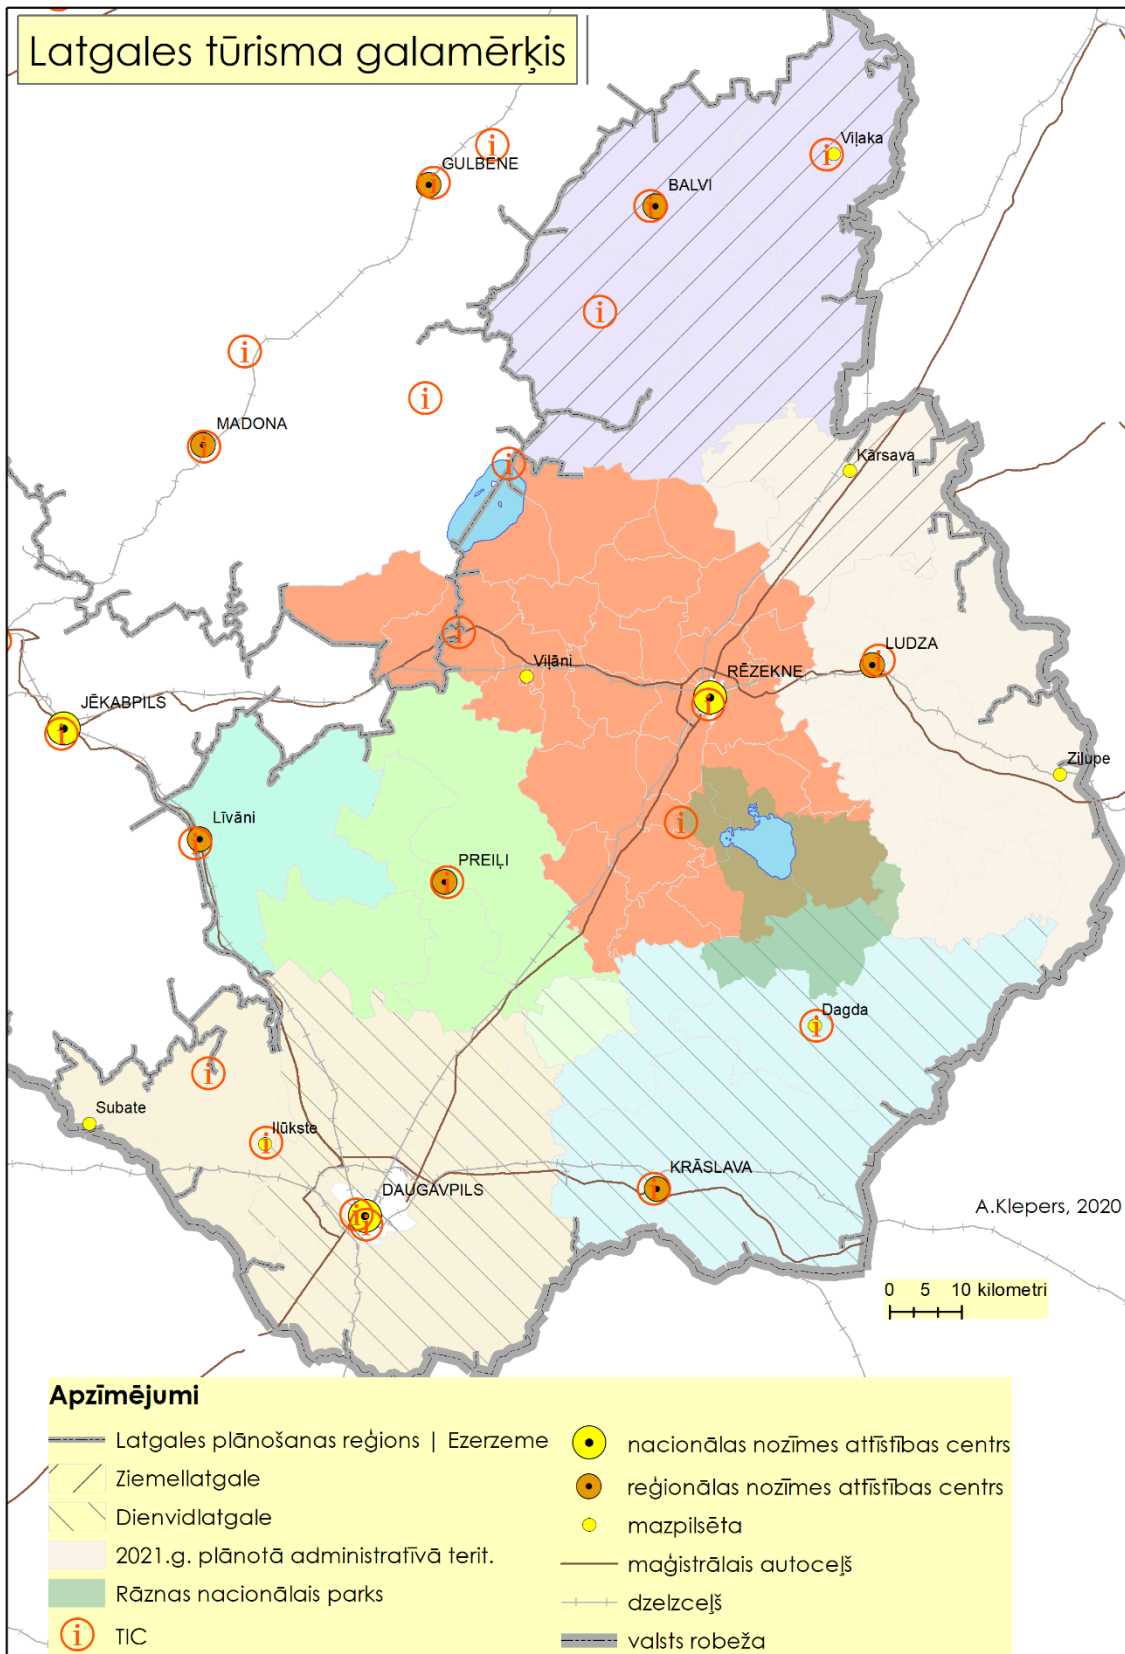 Latgales tūrisma galamērķis
Viļaka
GULBENE
BALVI
MADONA
Kārsava
LUDZA
Viļāni
RĒZEKNE
JĒKABPILS
Zilupe
Līvāni
PREIĻI
Dagda
Subate
Ilūkste
KRĀSLAVA
DAUGAVPILS
A.Klepers, 2020
0 5 10 kilometri
Apzīmējumi
Latgales plānošanas reģions | Ezerzeme
Ziemellatgale
Dienvidlatgale
2021.g. plānotā administratīvā terit.
Rāznas nacionālais parks
TIC
nacionālas nozīmes attīstības centrs
reģionālas nozīmes attīstības centrs
mazpilsēta
maģistrālais autoceļš
dzelzceļš
valsts robeža